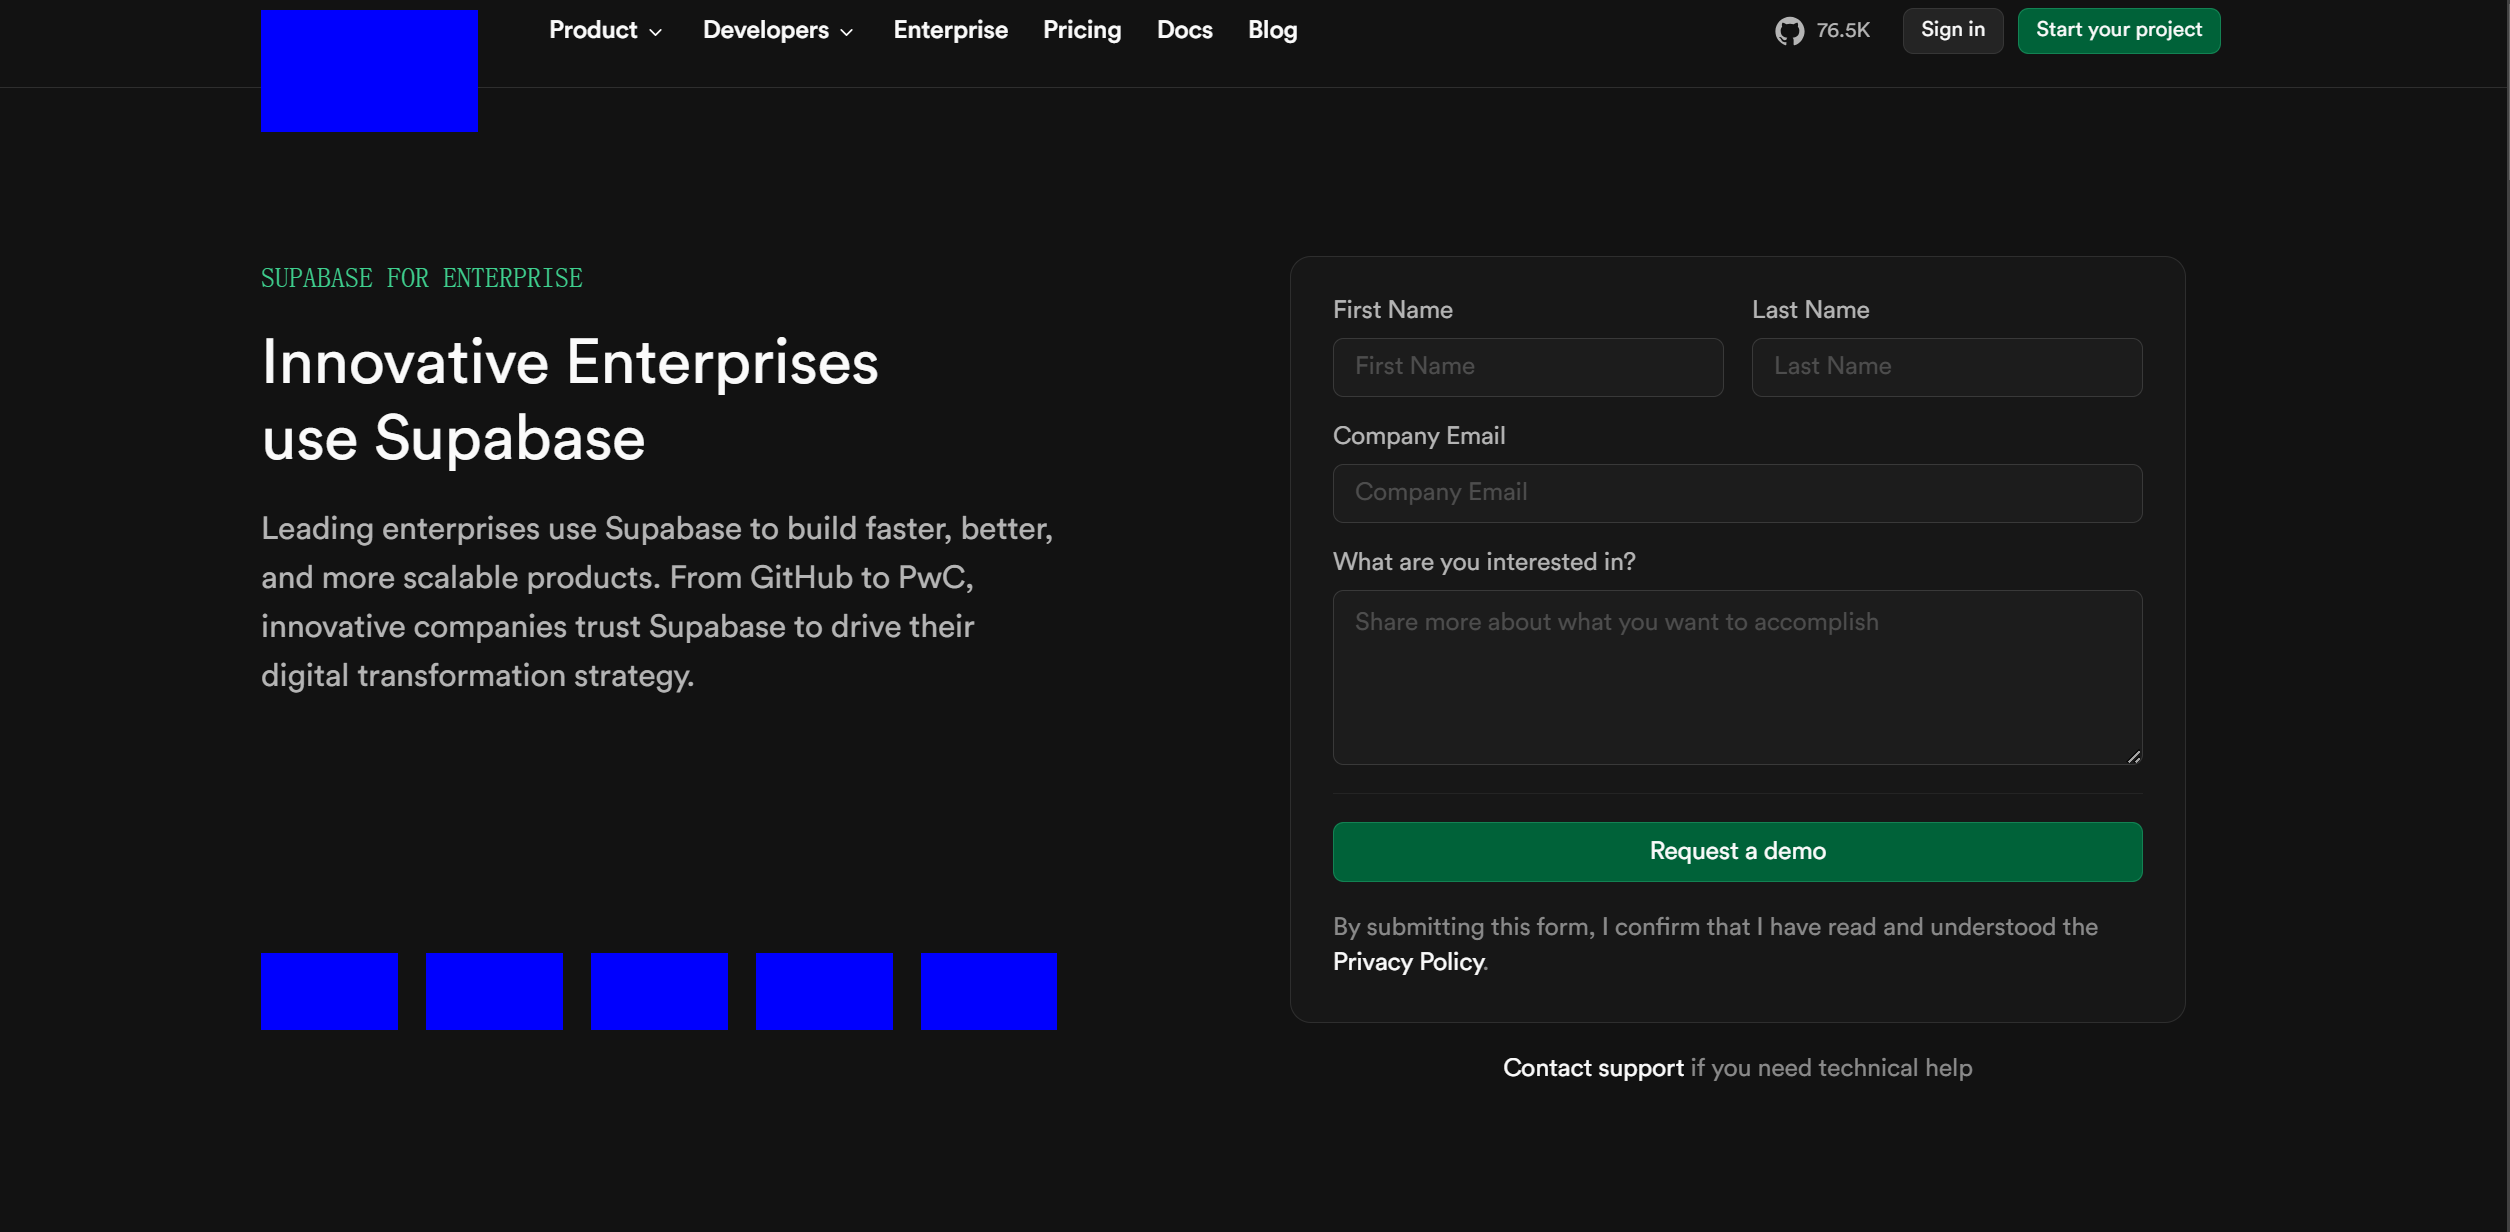 Product
Developers
Enterprise
Pricing
Docs
Blog
76.5K
Sign in
Start your project
SUPABASE FOR ENTERPRISE
Innovative Enterprises
use Supabase
Leading enterprises use Supabase to build faster, better,
and more scalable products. From GitHub to PwC,
innovative companies trust Supabase to drive their
digital transformation strategy.
First Name
Last Name
First Name
Last Name
Company Email
Company Email
What are you interested in?
Share more about what you want to accomplish
Request a demo
By submitting this form, I confirm that I have read and understood the
Privacy Policy.
Contact support if you need technical help